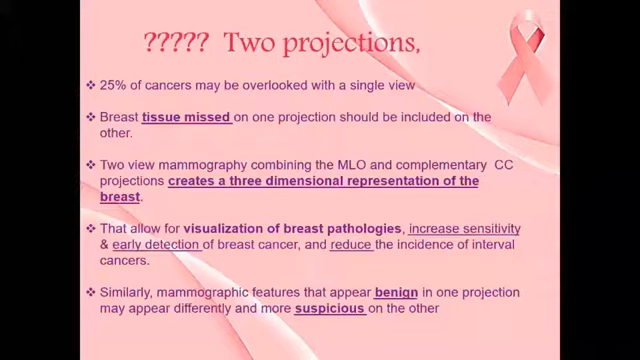 ????? Two projections,
❖ 25% of cancers may be overlooked with a single view
❖ Breast tissue missed on one projection should be included on the
other.
❖ Two view mammography combining the MLO and complementary CC
projections creates a three dimensional representation of the
breast.
❖ That allow for visualization of breast pathologies, increase sensitivity
& early detection of breast cancer, and reduce the incidence of interval
cancers.
❖ Similarly, mammographic features that appear benign in one projection
may appear differently and more suspicious on the other